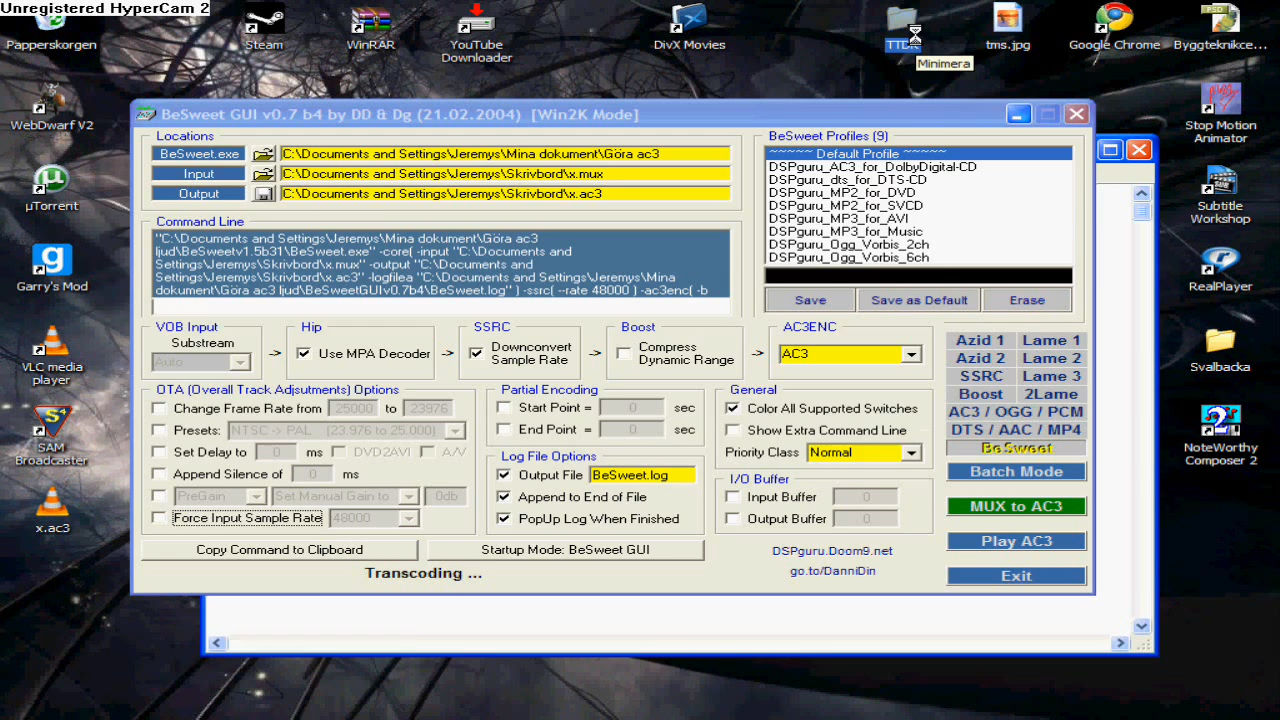 Unregistered HyperCam 2
Papperskorgen
Steam
WinRAR
YouTube
Downloader
DivX Movies
tms.jpg
Google Chrome
Byggteknikce...
Minimera
WebDwarf V2
µTorrent
Garry's Mod
VLC media
player
SAM
Broadcaster
x.ac3
Stop Motion
Animator
Subtitle
Workshop
RealPlayer
Svalbacka
NoteWorthy
Composer 2
BeSweet GUI v0.7 b4 by DD & Dg (21.02.2004) [Win2K Mode]
Locations
BeSweet.exe C:\Documents and Settings\Jeremys\Mina dokument\Göra ac3
Input C:\Documents and Settings\Jeremys\Skrivbord\x.mux
Output C:\Documents and Settings\Jeremys\Skrivbord\x.ac3
Command Line
"C:\Documents and Settings\Jeremys\Mina dokument\Göra ac3
ljud\BeSweetv1.5b31\BeSweet.exe" -core( -input "C:\Documents and
Settings\Jeremys\Skrivbord\x.mux" -output "C:\Documents and
Settings\Jeremys\Skrivbord\x.ac3" -logfilea "C:\Documents and Settings\Jeremys\Mina
dokument\Göra ac3 ljud\BeSweetGUIv0.7b4\BeSweet.log" ) -ssrc( --rate 48000 ) -ac3enc( -b
BeSweet Profiles (9)
~~~~~ Default Profile ~~~~~
DSPguru_AC3_for_DolbyDigital-CD
DSPguru_dts_for_DTS-CD
DSPguru_MP2_for_DVD
DSPguru_MP2_for_SVCD
DSPguru_MP3_for_AVI
DSPguru_MP3_for_Music
DSPguru_Ogg_Vorbis_2ch
DSPguru_Ogg_Vorbis_6ch
Save Save as Default Erase
VOB Input
Substream
Auto
->
Hip
Use MPA Decoder
->
SSRC
Downconvert
Sample Rate
->
Boost
Compress
Dynamic Range
->
AC3ENC
AC3
OTA (Overall Track Adjsutments) Options
Change Frame Rate from 25000 to 23976
Presets: NTSC -> PAL (23.976 to 25.000)
Set Delay to 0 ms DVD2AVI A/V
Append Silence of 0 ms
PreGain Set Manual Gain to 0db
Force Input Sample Rate 48000
Partial Encoding
Start Point = 0 sec
End Point = 0 sec
Log File Options
Output File BeSweet.log
Append to End of File
PopUp Log When Finished
General
Color All Supported Switches
Show Extra Command Line
Priority Class Normal
I/O Buffer
Input Buffer 0
Output Buffer 0
Azid 1 Lame 1
Azid 2 Lame 2
SSRC Lame 3
Boost 2Lame
AC3 / OGG / PCM
DTS / AAC / MP4
BeSweet
Batch Mode
MUX to AC3
Play AC3
Exit
Copy Command to Clipboard
Startup Mode: BeSweet GUI
DSPguru.Doom9.net
go.to/DanniDin
Transcoding ...